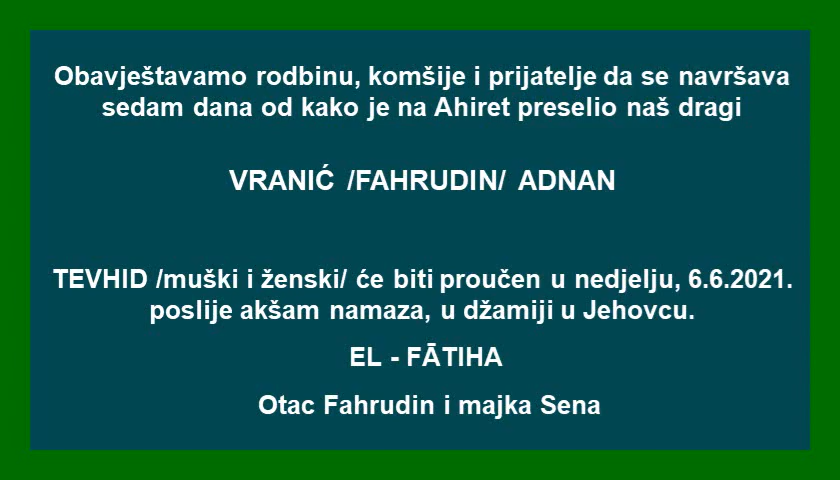 Obavještavamo rodbinu, komšije i prijatelje da se navršava
sedam dana od kako je na Ahiret preselio naš dragi
VRANIĆ /FAHRUDIN/ ADNAN
TEVHID /muški i ženski/ će biti proučen u nedjelju, 6.6.2021.
poslije akšam namaza, u džamiji u Jehovcu.
EL - FĀTIHA
Otac Fahrudin i majka Sena